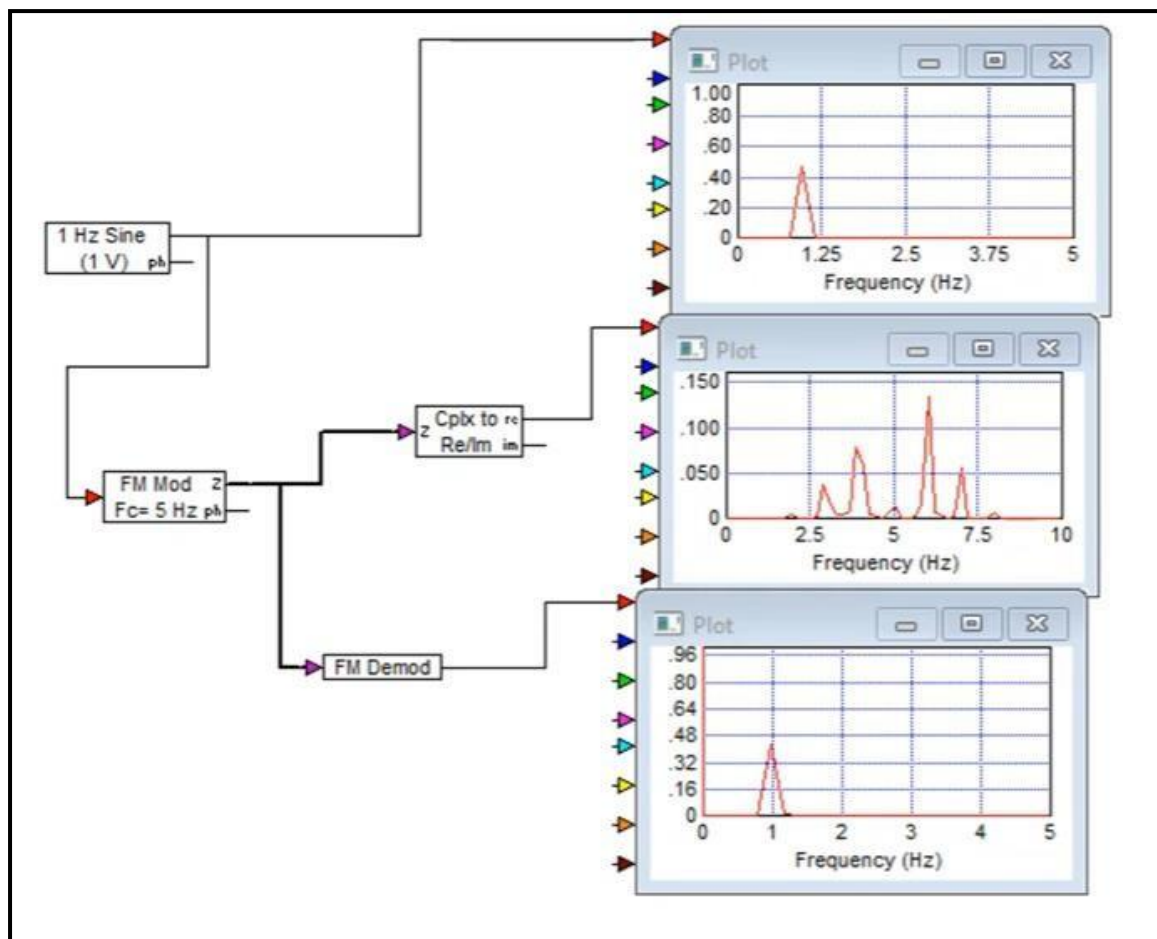 Plot
1.00
.80
.60
.40
.20
0
0 1.25 2.5 3.75 5
Frequency (Hz)
1 Hz Sine
(1 V) ph
Plot
.150
.100
.050
0
0 2.5 5 7.5 10
Frequency (Hz)
Cplx to re
Z
Re/Im im
FM Mod Z
Fc= 5 Hz ph
Plot
.96
.80
.64
.48
.32
.16
0
0 1 2 3 4 5
Frequency (Hz)
FM Demod